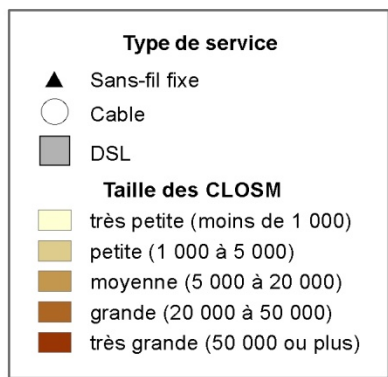 Type de service
Sans-fil fixe
Cable
DSL
Taille des CLOSM
très petite (moins de 1 000)
petite (1 000 à 5 000)
moyenne (5 000 à 20 000)
grande (20 000 à 50 000)
très grande (50 000 ou plus)